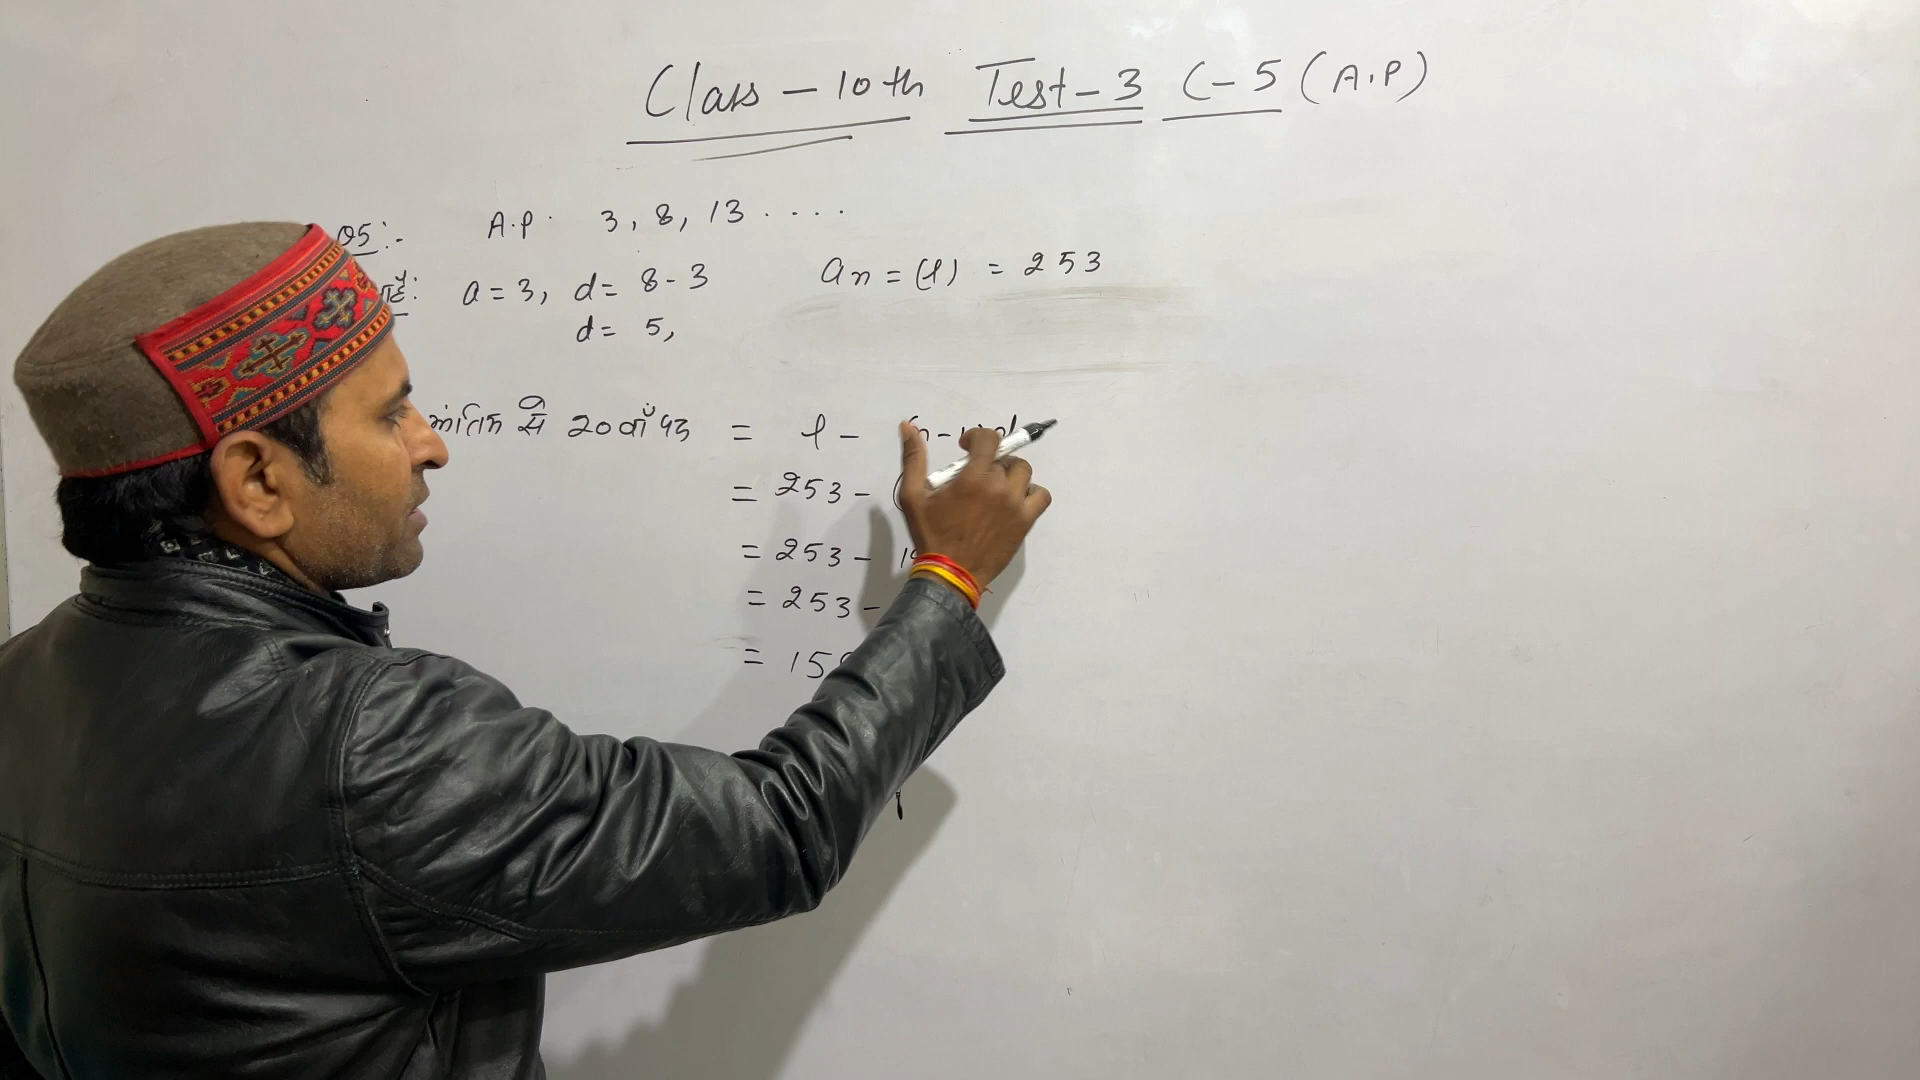 Class - 10th Test - 3 C-5 (A.P)
Q5:- A.P. 3, 8, 13 ....
a = 3, d = 8 - 3 an = (l) = 253
d = 5,
अंतिम से 20वाँ पद = l -
= 253 - (
= 253 -
= 253 -
= 15